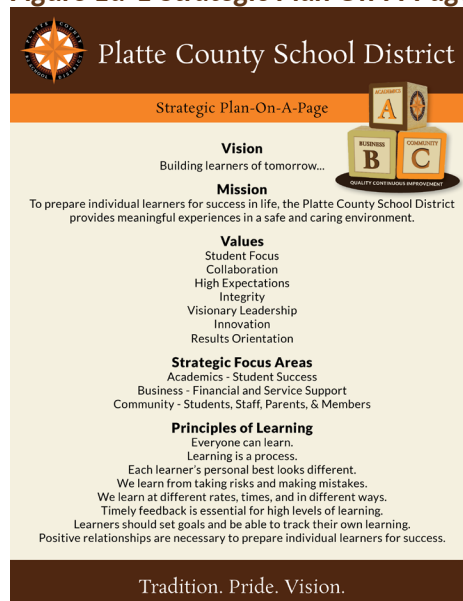 Platte County School District
Strategic Plan-On-A-Page
ACADEMICS
A
BUSINESS
B
COMMUNITY
C
QUALITY CONTINUOUS IMPROVEMENT
Vision
Building learners of tomorrow...
Mission
To prepare individual learners for success in life, the Platte County School District
provides meaningful experiences in a safe and caring environment.
Values
Student Focus
Collaboration
High Expectations
Integrity
Visionary Leadership
Innovation
Results Orientation
Strategic Focus Areas
Academics - Student Success
Business - Financial and Service Support
Community - Students, Staff, Parents, & Members
Principles of Learning
Everyone can learn.
Learning is a process.
Each learner's personal best looks different.
We learn from taking risks and making mistakes.
We learn at different rates, times, and in different ways.
Timely feedback is essential for high levels of learning.
Learners should set goals and be able to track their own learning.
Positive relationships are necessary to prepare individual learners for success.
Tradition. Pride. Vision.